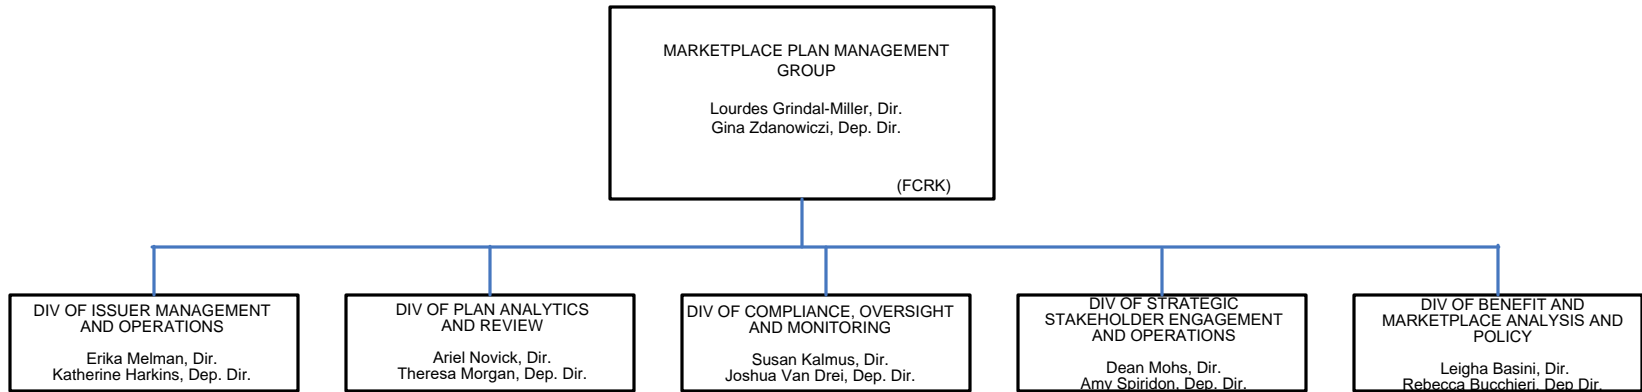 MARKETPLACE PLAN MANAGEMENT
GROUP
Lourdes Grindal-Miller, Dir.
Gina Zdanowiczi, Dep. Dir.
(FCRK)
DIV OF ISSUER MANAGEMENT
AND OPERATIONS
Erika Melman, Dir.
Katherine Harkins, Dep. Dir.
DIV OF PLAN ANALYTICS
AND REVIEW
Ariel Novick, Dir.
Theresa Morgan, Dep. Dir.
DIV OF COMPLIANCE, OVERSIGHT
AND MONITORING
Susan Kalmus, Dir.
Joshua Van Drei, Dep. Dir.
DIV OF STRATEGIC
STAKEHOLDER ENGAGEMENT
AND OPERATIONS
Dean Mohs, Dir.
Amy Spiridon, Dep. Dir.
DIV OF BENEFIT AND
MARKETPLACE ANALYSIS AND
POLICY
Leigha Basini, Dir.
Rebecca Bucchieri, Dep Dir.